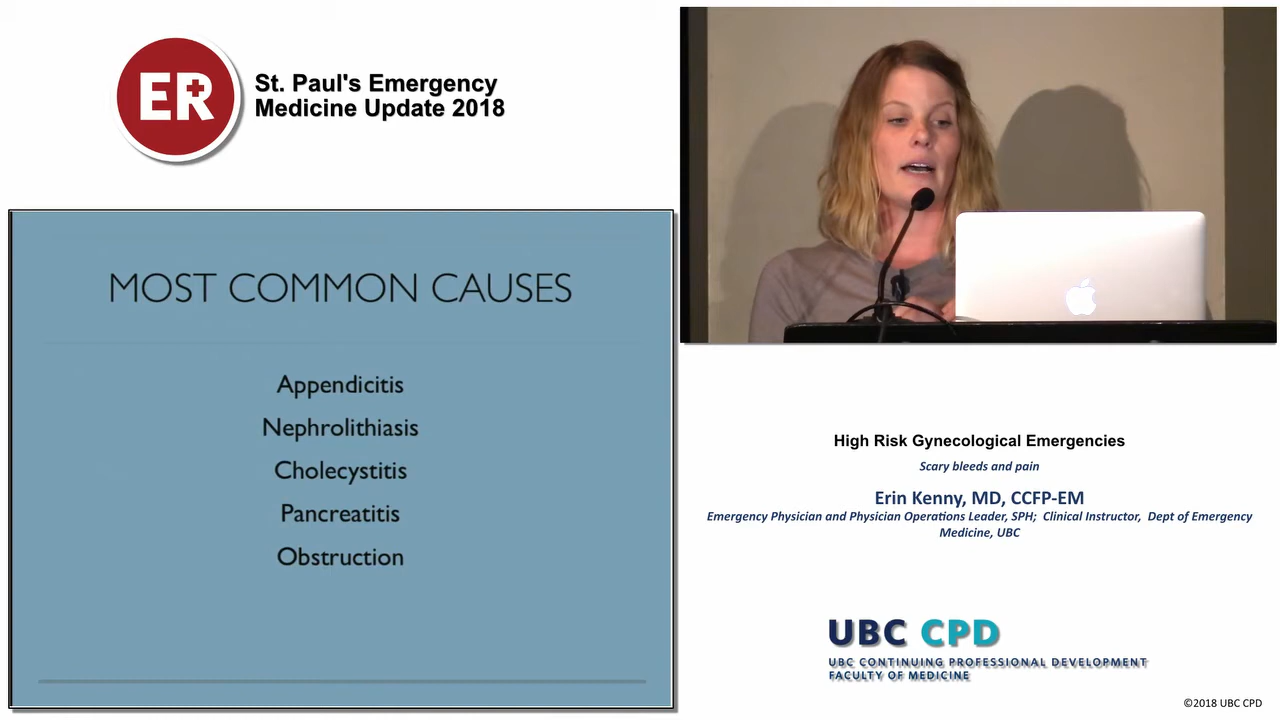 ER
St. Paul's Emergency
Medicine Update 2018
MOST COMMON CAUSES
Appendicitis
Nephrolithiasis
Cholecystitis
Pancreatitis
Obstruction
High Risk Gynecological Emergencies
Scary bleeds and pain
Erin Kenny, MD, CCFP-EM
Emergency Physician and Physician Operations Leader, SPH; Clinical Instructor, Dept of Emergency
Medicine, UBC
UBC CPD
UBC CONTINUING PROFESSIONAL DEVELOPMENT
FACULTY OF MEDICINE
©2018 UBC CPD